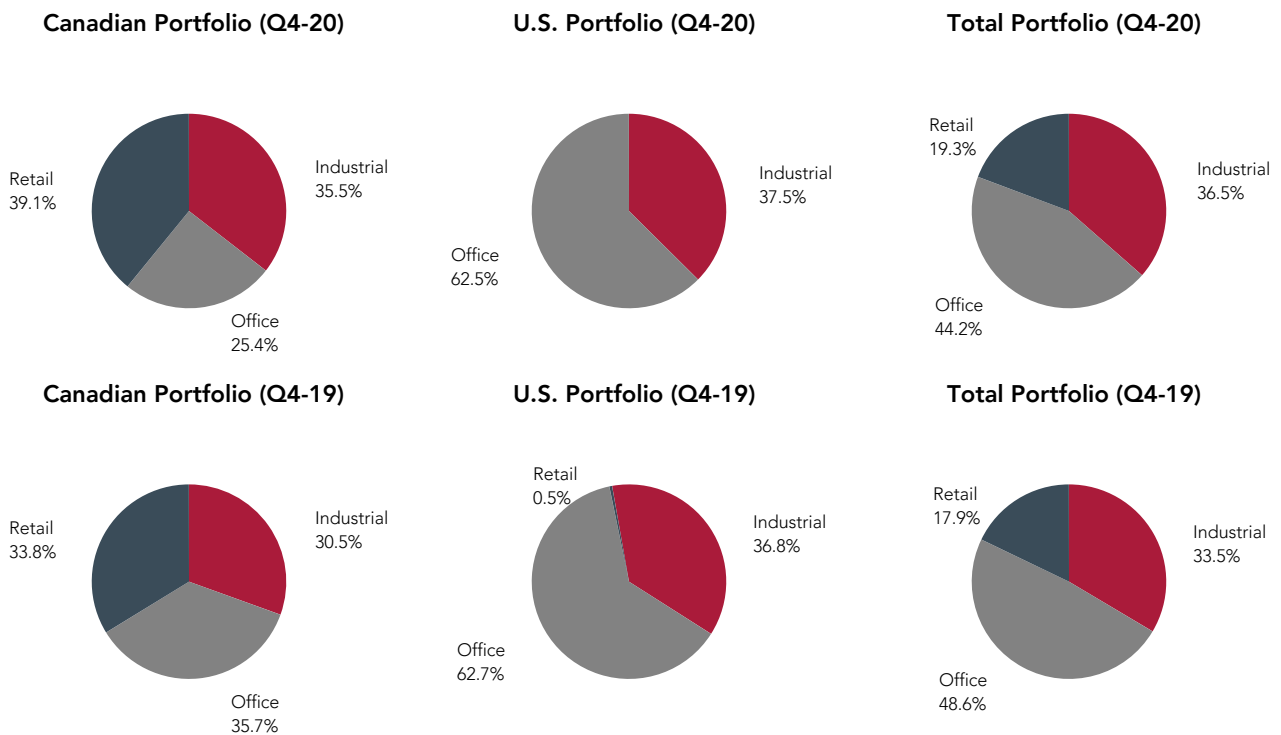 Canadian Portfolio (Q4-20)
Retail
39.1%
Industrial
35.5%
Office
25.4%
U.S. Portfolio (Q4-20)
Industrial
37.5%
Office
62.5%
Total Portfolio (Q4-20)
Retail
19.3%
Industrial
36.5%
Office
44.2%
Canadian Portfolio (Q4-19)
Retail
33.8%
Industrial
30.5%
Office
35.7%
U.S. Portfolio (Q4-19)
Retail
0.5%
Industrial
36.8%
Office
62.7%
Total Portfolio (Q4-19)
Retail
17.9%
Industrial
33.5%
Office
48.6%